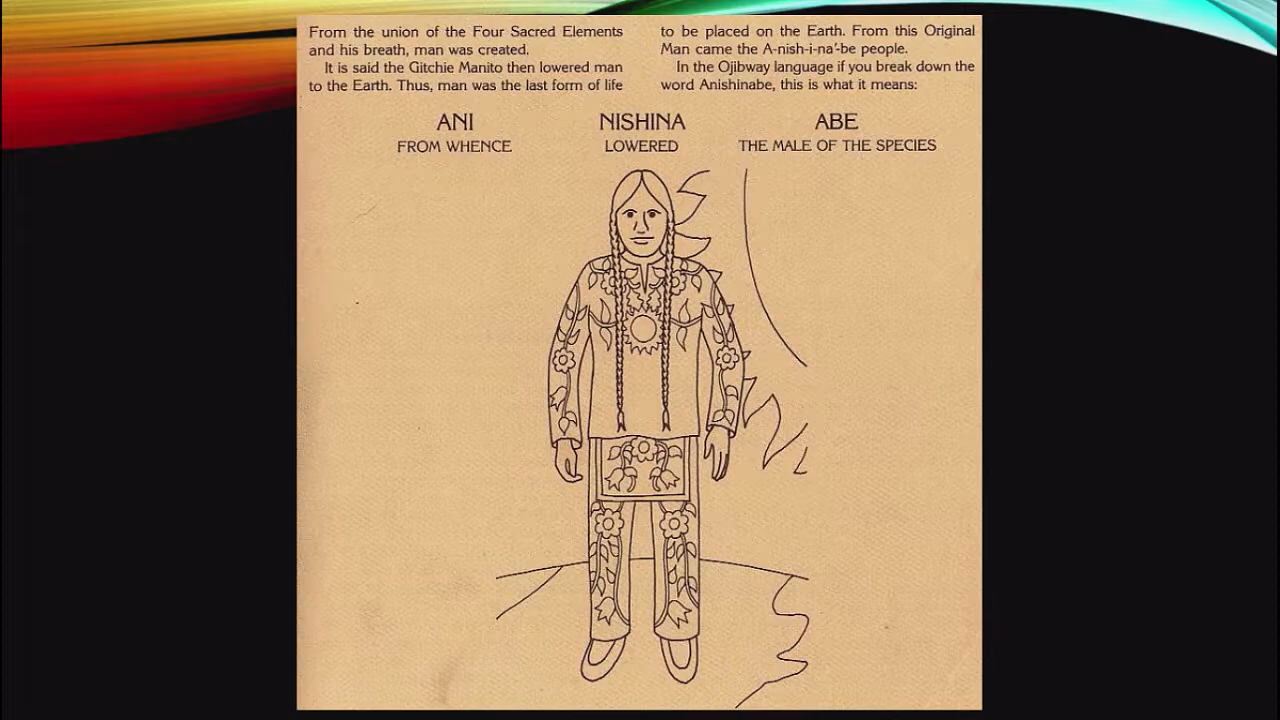 From the union of the Four Sacred Elements
and his breath, man was created.
It is said the Gitchie Manito then lowered man
to the Earth. Thus, man was the last form of life
to be placed on the Earth. From this Original
Man came the A-nish-i-na'-be people.
In the Ojibway language if you break down the
word Anishinabe, this is what it means:
ANI NISHINA ABE
FROM WHENCE LOWERED THE MALE OF THE SPECIES